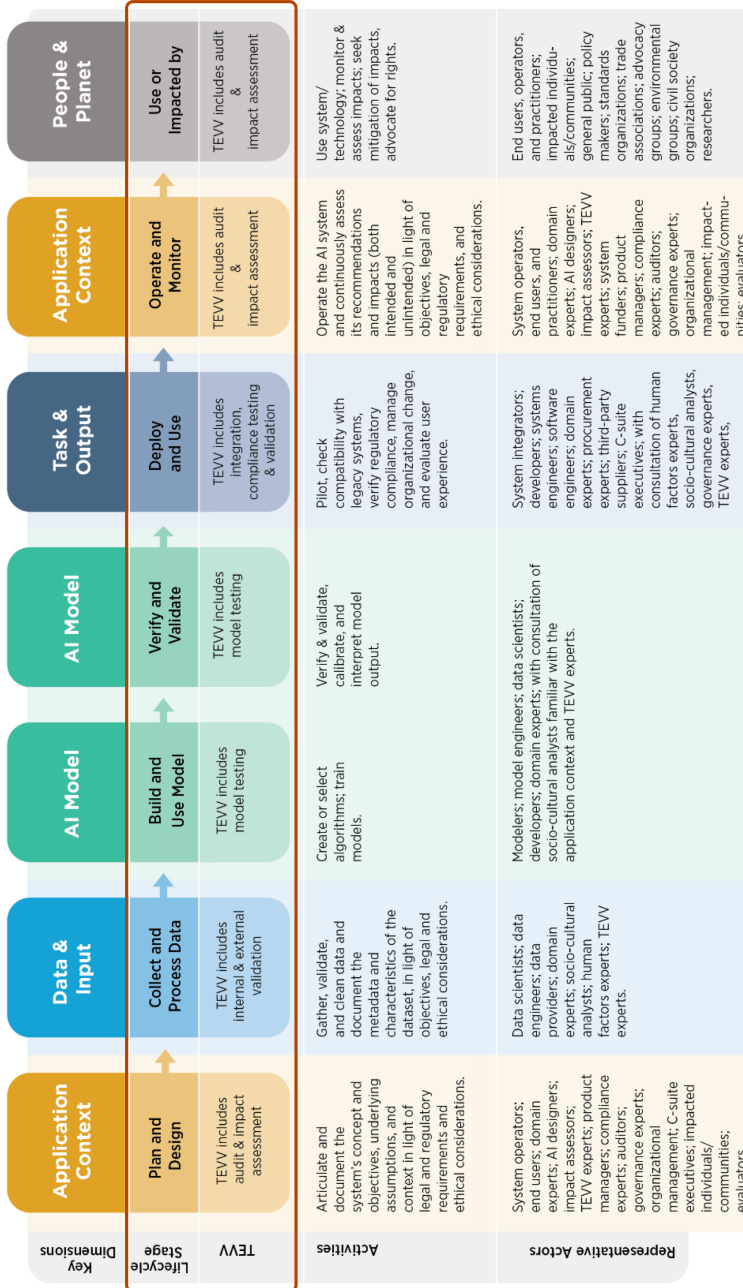 Key
Dimensions
Lifecycle
Stage
TEVV
Activities
Representative Actors
Application
Context
Plan and
Design
TEVV includes
audit & impact
assessment
Articulate and
document the
system's concept and
objectives, underlying
assumptions, and
context in light of
legal and regulatory
requirements and
ethical considerations.
System operators;
end users; domain
experts; AI designers;
impact assessors;
TEVV experts; product
managers; compliance
experts; auditors;
governance experts;
organizational
management; C-suite
executives; impacted
individuals/
communities;
evaluators
Data &
Input
Collect and
Process Data
TEVV includes
internal & external
validation
Gather, validate,
and clean data and
document the
metadata and
characteristics of the
dataset, in light of
objectives, legal and
ethical considerations.
Data scientists; data
engineers; data
providers; domain
experts; socio-cultural
analysts; human
factors experts; TEVV
experts.
AI Model
Build and
Use Model
TEVV includes
model testing
Create or select
algorithms; train
models.
AI Model
Verify and
Validate
TEVV includes
model testing
Verify & validate,
calibrate, and
interpret model
output.
Modelers; model engineers; data scientists;
developers; domain experts; with consultation of
socio-cultural analysts familiar with the
application context and TEVV experts.
Task &
Output
Deploy
and Use
TEVV includes
integration,
compliance testing
& validation
Pilot, check
compatibility with
legacy systems,
verify regulatory
compliance, manage
organizational change,
and evaluate user
experience.
System integrators;
developers; systems
engineers; software
engineers; domain
experts; procurement
experts; third-party
suppliers; C-suite
executives; with
consultation of human
factors experts,
socio-cultural analysts,
governance experts,
TEVV experts,
Application
Context
Operate and
Monitor
TEVV includes audit
&
impact assessment
Operate the AI system
and continuously assess
its recommendations
and impacts (both
intended and
unintended) in light of
objectives, legal and
regulatory
requirements, and
ethical considerations.
System operators,
end users, and
practitioners; domain
experts; AI designers;
impact assessors; TEVV
experts; system
funders; product
managers; compliance
experts; auditors;
governance experts;
organizational
management; impact-
ed individuals/commu-
nities; evaluators
People &
Planet
Use or
Impacted by
TEVV includes audit
&
impact assessment
Use system/
technology; monitor &
assess impacts; seek
mitigation of impacts,
advocate for rights.
End users, operators,
and practitioners;
impacted individu-
als/communities;
general public; policy
makers; standards
organizations; trade
associations; advocacy
groups; environmental
groups; civil society
organizations;
researchers.